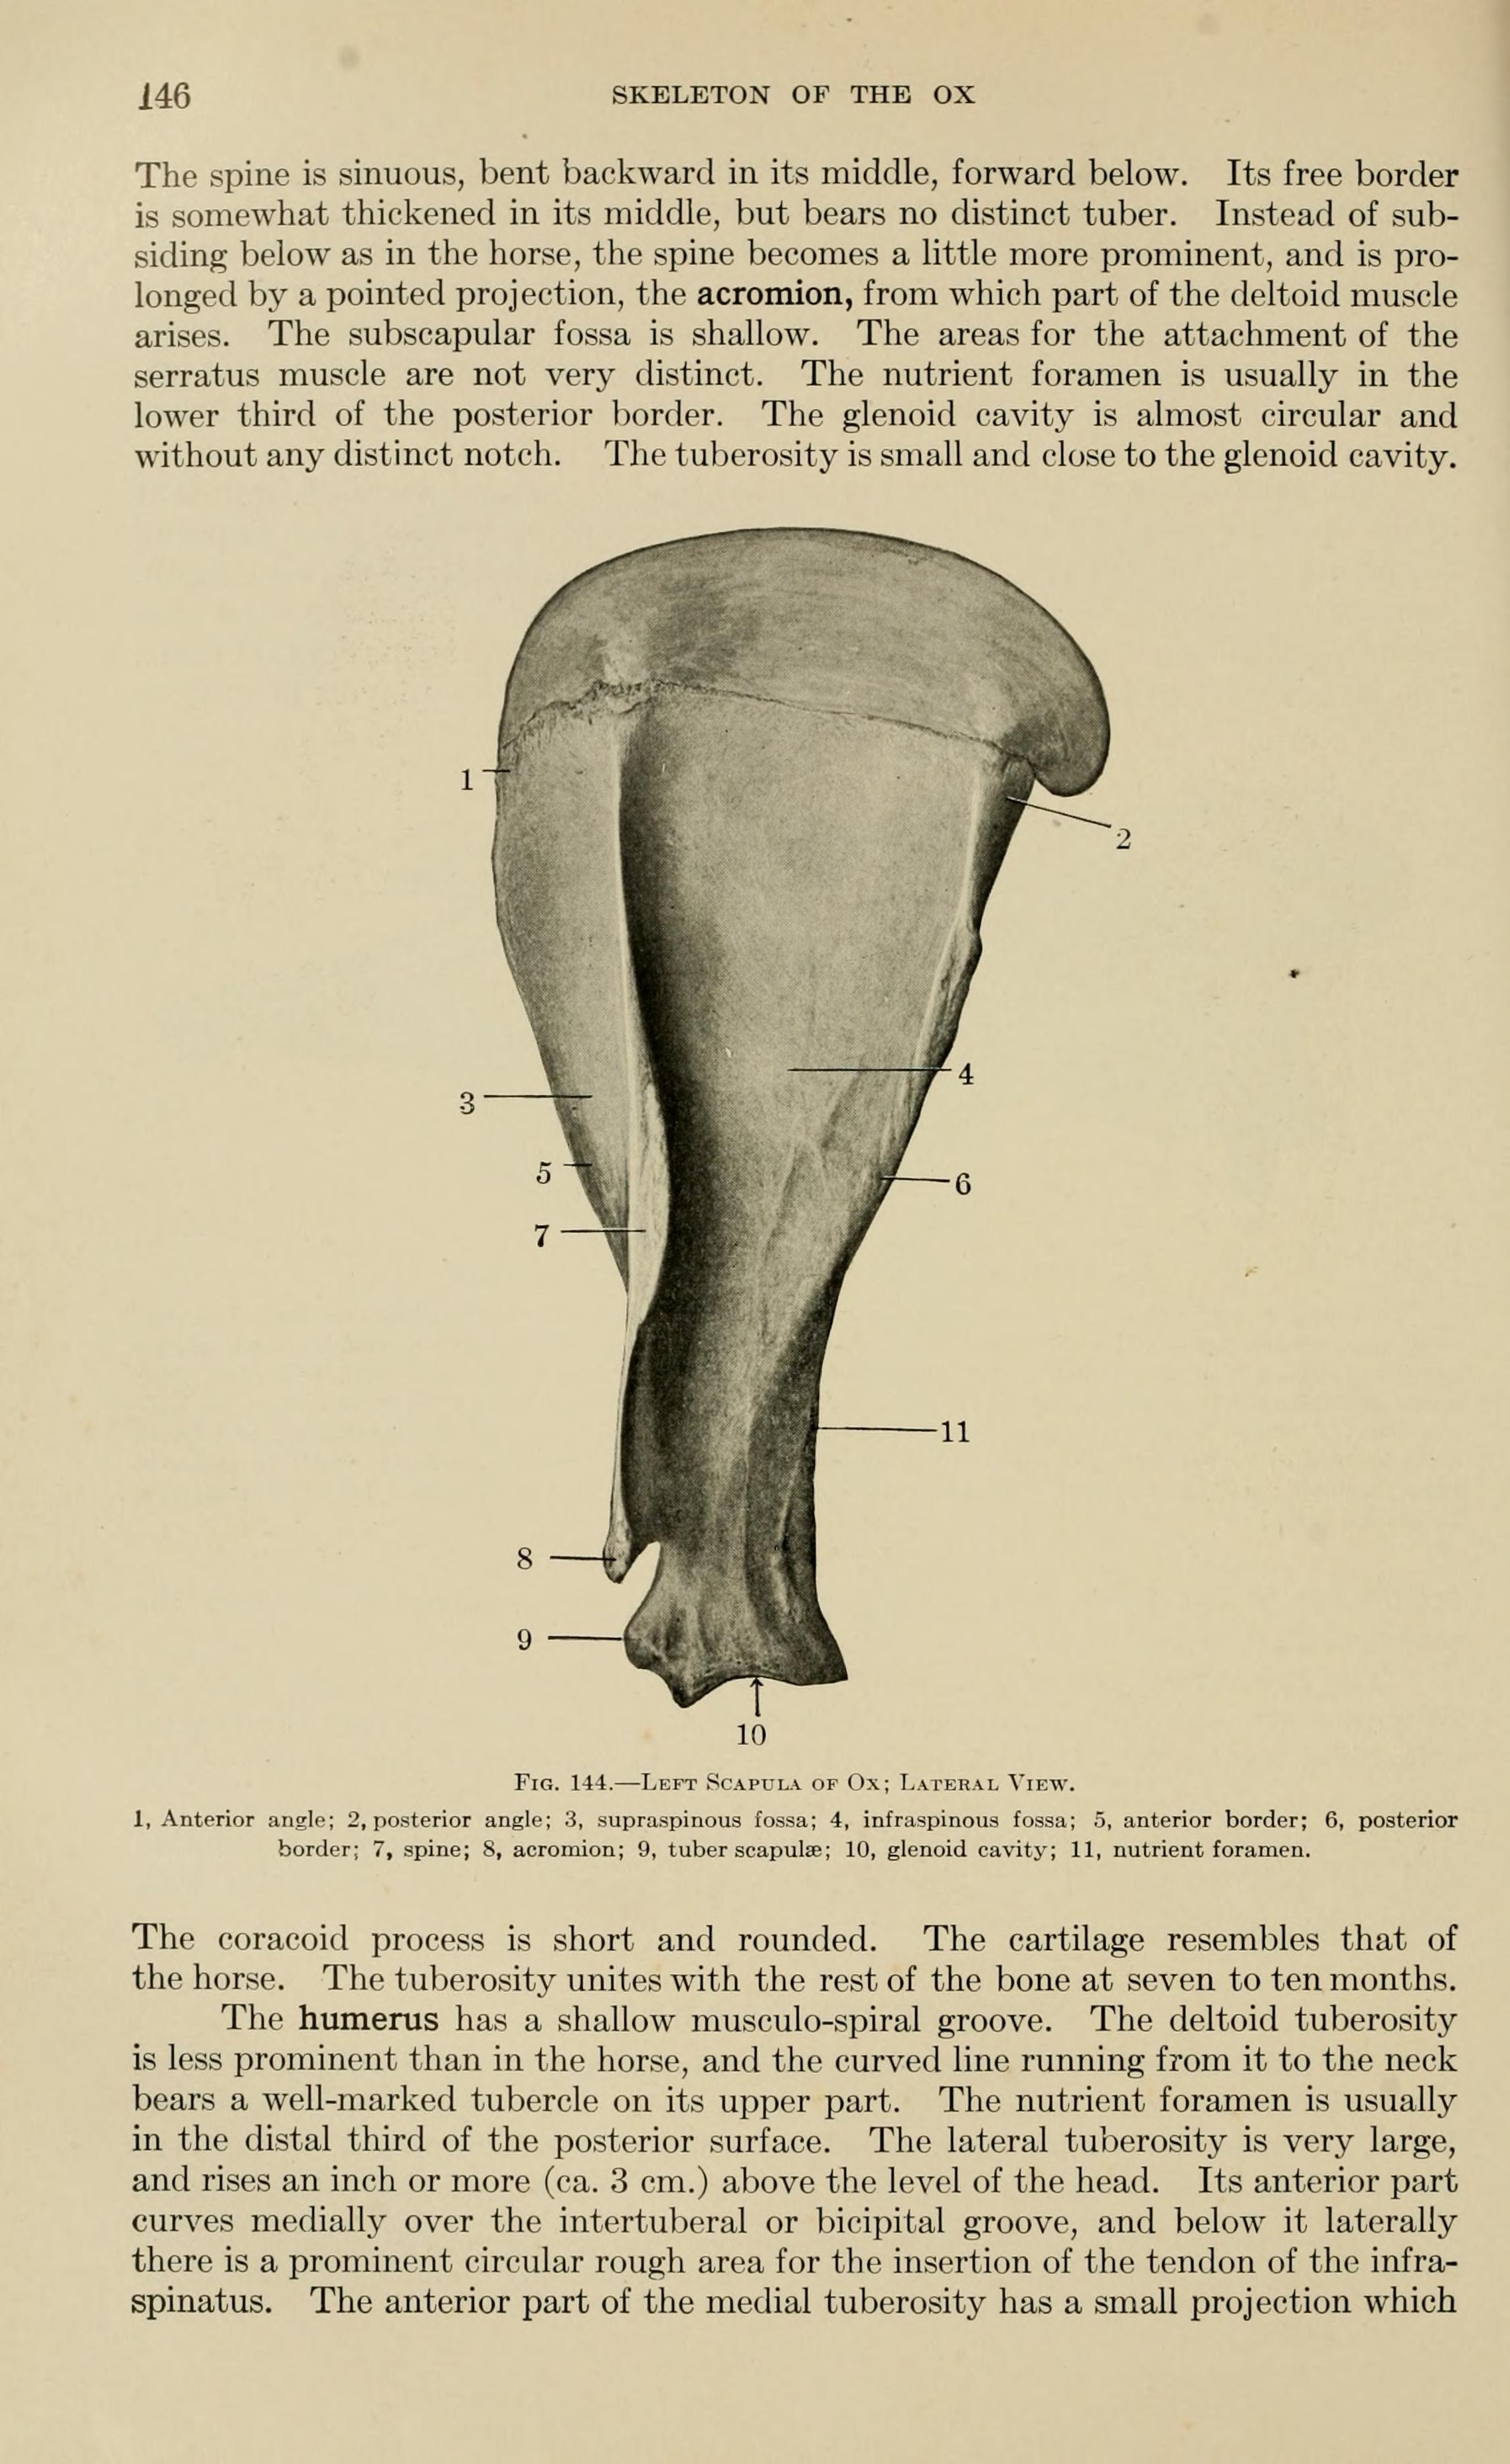 146
SKELETON OF THE OX
The spine is sinuous, bent backward in its middle, forward below. Its free border
is somewhat thickened in its middle, but bears no distinct tuber. Instead of sub-
siding below as in the horse, the spine becomes a little more prominent, and is pro-
longed by a pointed projection, the acromion, from which part of the deltoid muscle
arises. The subscapular fossa is shallow. The areas for the attachment of the
serratus muscle are not very distinct. The nutrient foramen is usually in the
lower third of the posterior border. The glenoid cavity is almost circular and
without any distinct notch. The tuberosity is small and close to the glenoid cavity.
1
2
3
4
5
6
7
11
8
9
10
FIG. 144.—LEFT SCAPULA OF OX; LATERAL VIEW.
1, Anterior angle; 2, posterior angle; 3, supraspinous fossa; 4, infraspinous fossa; 5, anterior border; 6, posterior
border; 7, spine; 8, acromion; 9, tuber scapulæ; 10, glenoid cavity; 11, nutrient foramen.
The coracoid process is short and rounded. The cartilage resembles that of
the horse. The tuberosity unites with the rest of the bone at seven to ten months.
The humerus has a shallow musculo-spiral groove. The deltoid tuberosity
is less prominent than in the horse, and the curved line running from it to the neck
bears a well-marked tubercle on its upper part. The nutrient foramen is usually
in the distal third of the posterior surface. The lateral tuberosity is very large,
and rises an inch or more (ca. 3 cm.) above the level of the head. Its anterior part
curves medially over the intertuberal or bicipital groove, and below it laterally
there is a prominent circular rough area for the insertion of the tendon of the infra-
spinatus. The anterior part of the medial tuberosity has a small projection which